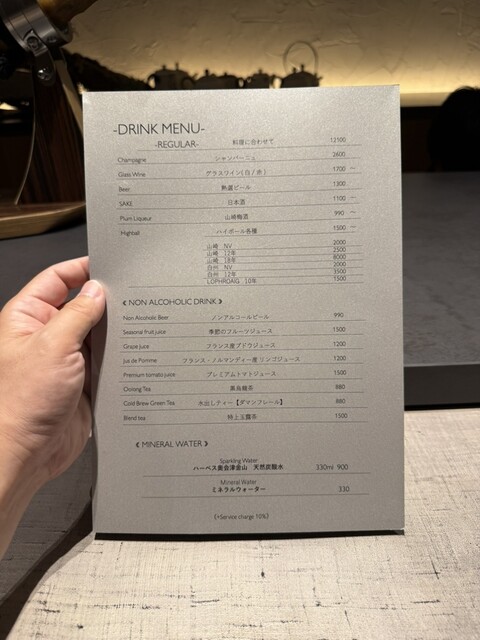 -DRINK MENU-
-REGULAR- 料理に合わせて 12100
Champagne シャンパーニュ 2600
Glass Wine グラスワイン(白/赤) 1700 ～
Beer 熟選ビール 1300
SAKE 日本酒 1100 ～
Plum Liqueur 山崎梅酒 990 ～
Highball ハイボール各種 1500 ～
山崎 NV 2000
山崎 12年 2500
山崎 18年 8000
白州 NV 2000
白州 12年 3500
LOPHROAIG 10年 1500
《 NON ALCOHOLIC DRINK 》
Non Alcoholic Beer ノンアルコールビール 990
Seasonal fruit juice 季節のフルーツジュース 1500
Grape Juice フランス産ブドウジュース 1200
Jus de Pomme フランス・ノルマンディー産 リンゴジュース 1200
Premium tomato juice プレミアムトマトジュース 1500
Oolong Tea 黒烏龍茶 880
Cold Brew Green Tea 水出しティー【ダマンフレール】 880
Blend tea 特上玉露茶 1500
《 MINERAL WATER 》
Sparkling Water
ハーベス奥会津金山 天然炭酸水 330ml 900
Mineral Water
ミネラルウォーター 330
(+Service charge 10%)